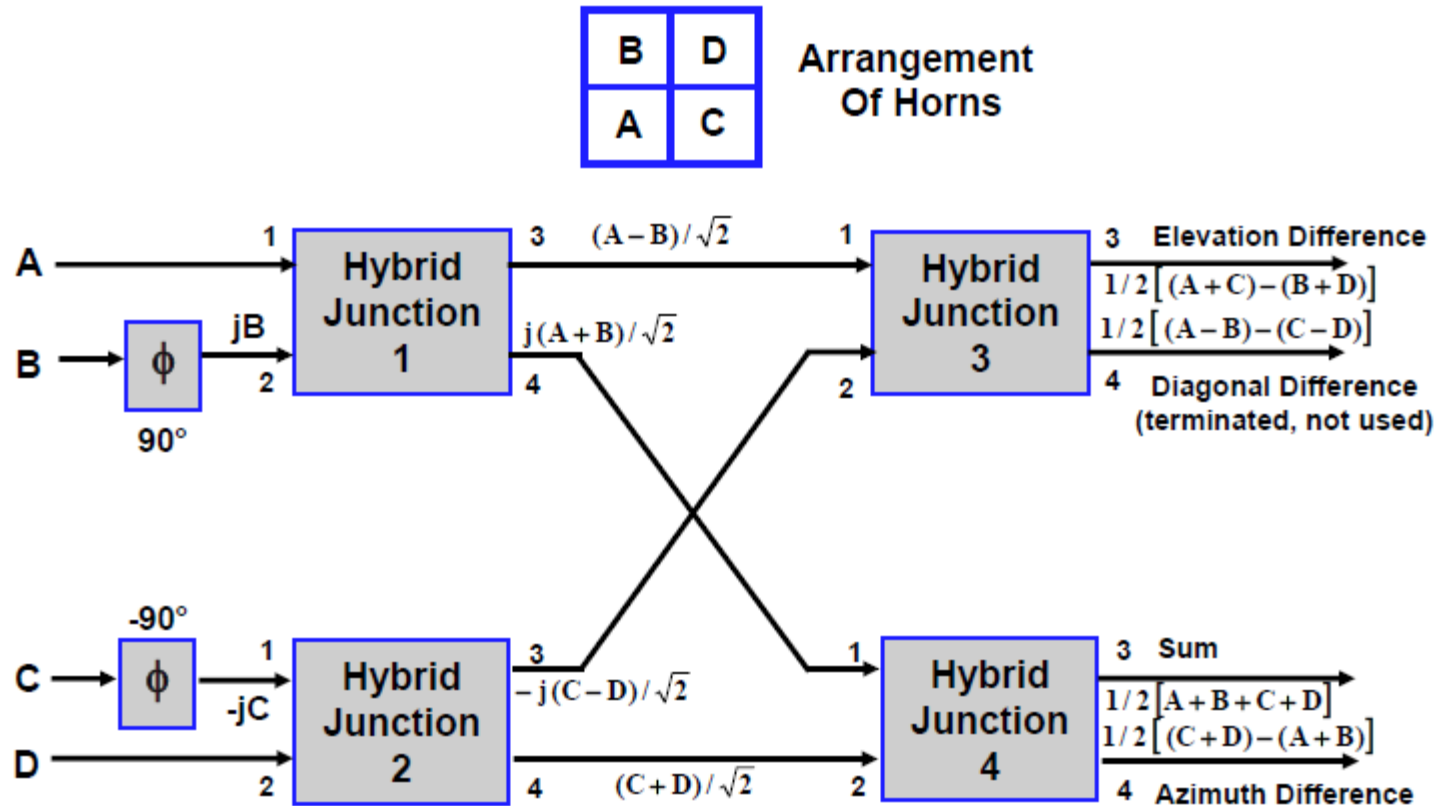 B D
A C
Arrangement
Of Horns
A
1
Hybrid
Junction
1
3
(A − B)/√2
1
Hybrid
Junction
3
3
Elevation Difference
1/2[(A + C) − (B + D)]
1/2[(A − B) − (C − D)]
4
Diagonal Difference
(terminated, not used)
B
ϕ
90°
jB
2
j(A + B)/√2
4
2
-90°
C
ϕ
-jC
1
Hybrid
Junction
2
3
− j(C − D)/√2
1
Hybrid
Junction
4
3
Sum
1/2[A + B + C + D]
1/2[(C + D) − (A + B)]
D
2
4
(C + D)/√2
2
4
Azimuth Difference